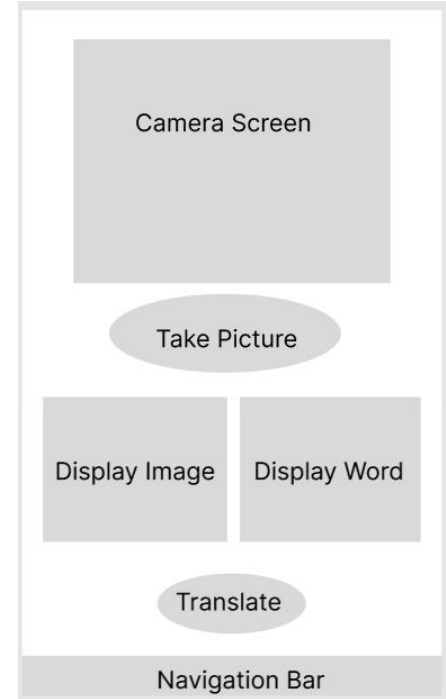 Camera Screen
Take Picture
Display Image
Display Word
Translate
Navigation Bar